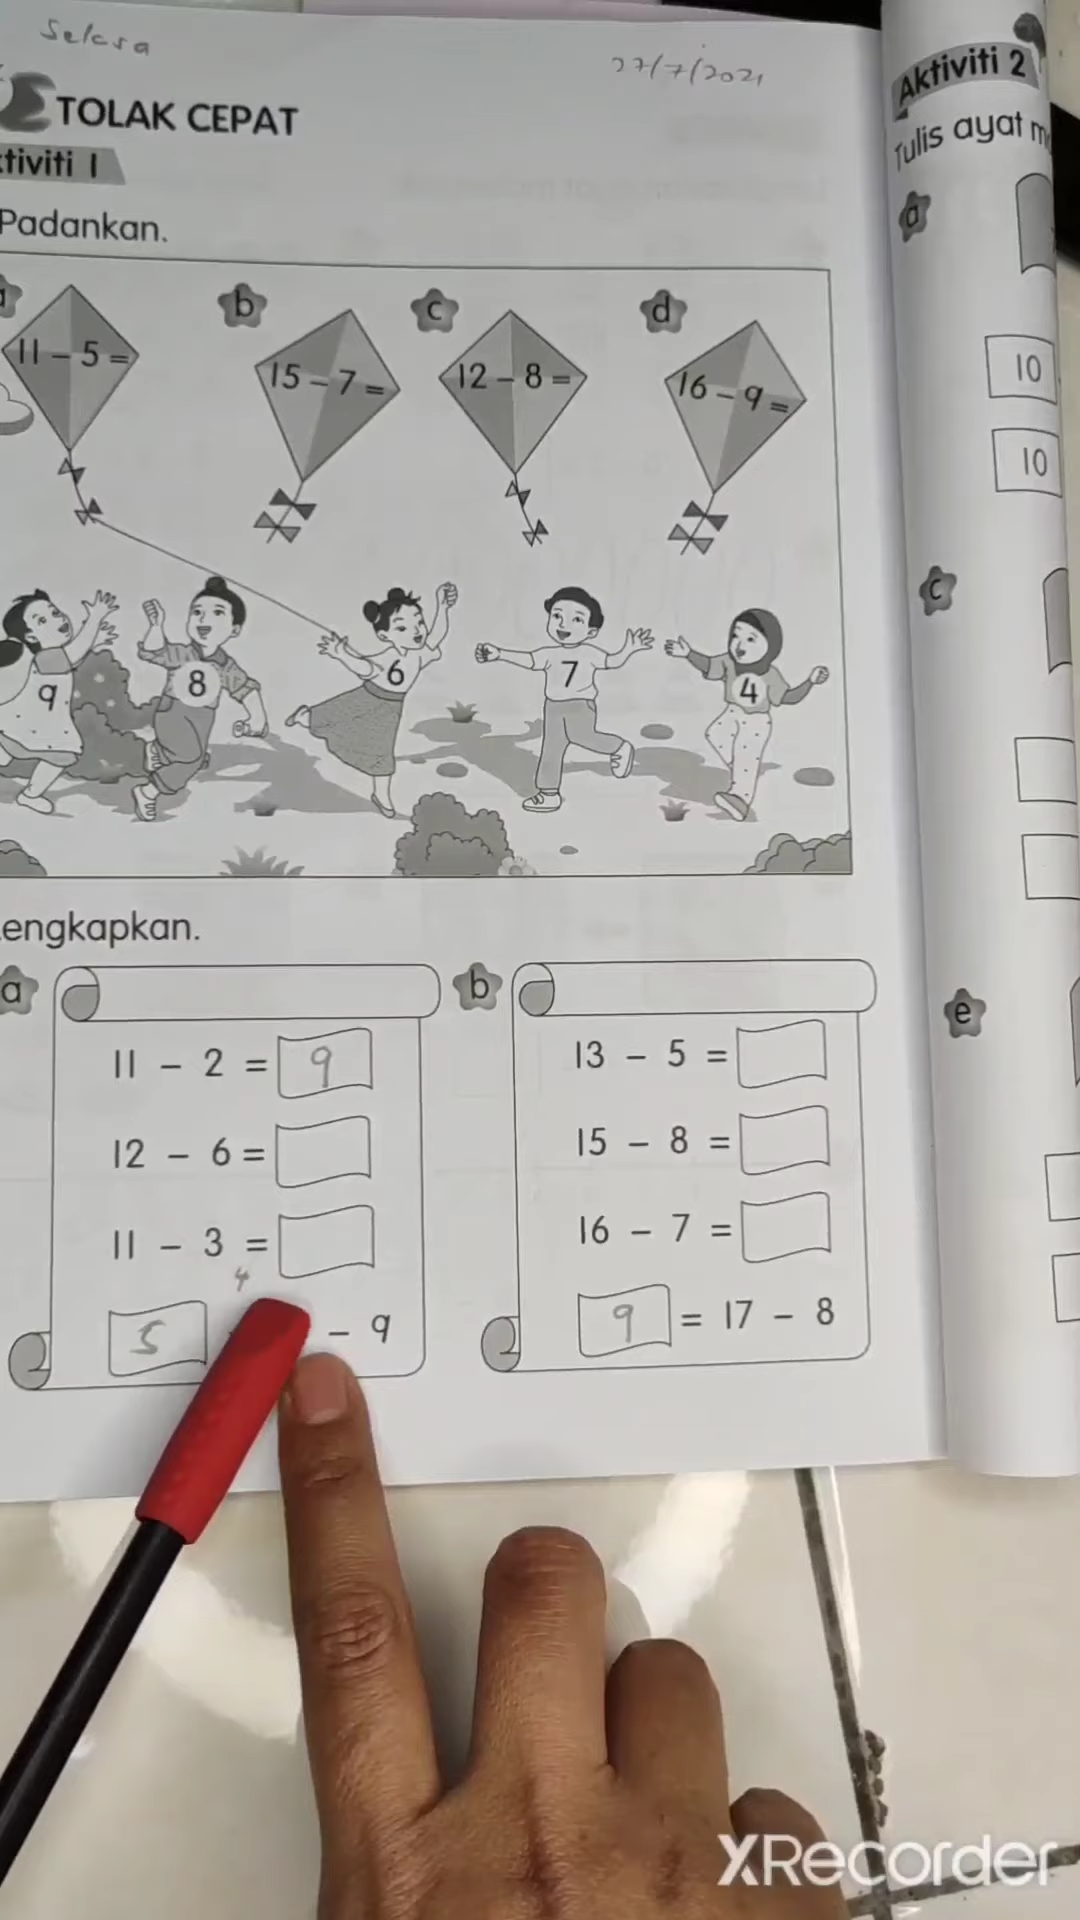 Selasa
27/7/2021
TOLAK CEPAT
tiviti 1
Padankan.
a
11 - 5 =
b
15 - 7 =
c
12 - 8 =
d
16 - 9 =
9
8
6
7
4
engkapkan.
a
11 - 2 = 9
12 - 6 =
11 - 3 =
4
5 - 9
b
13 - 5 =
15 - 8 =
16 - 7 =
9 = 17 - 8
Aktiviti 2
Tulis ayat m
a
10
10
c
e
XRecorder